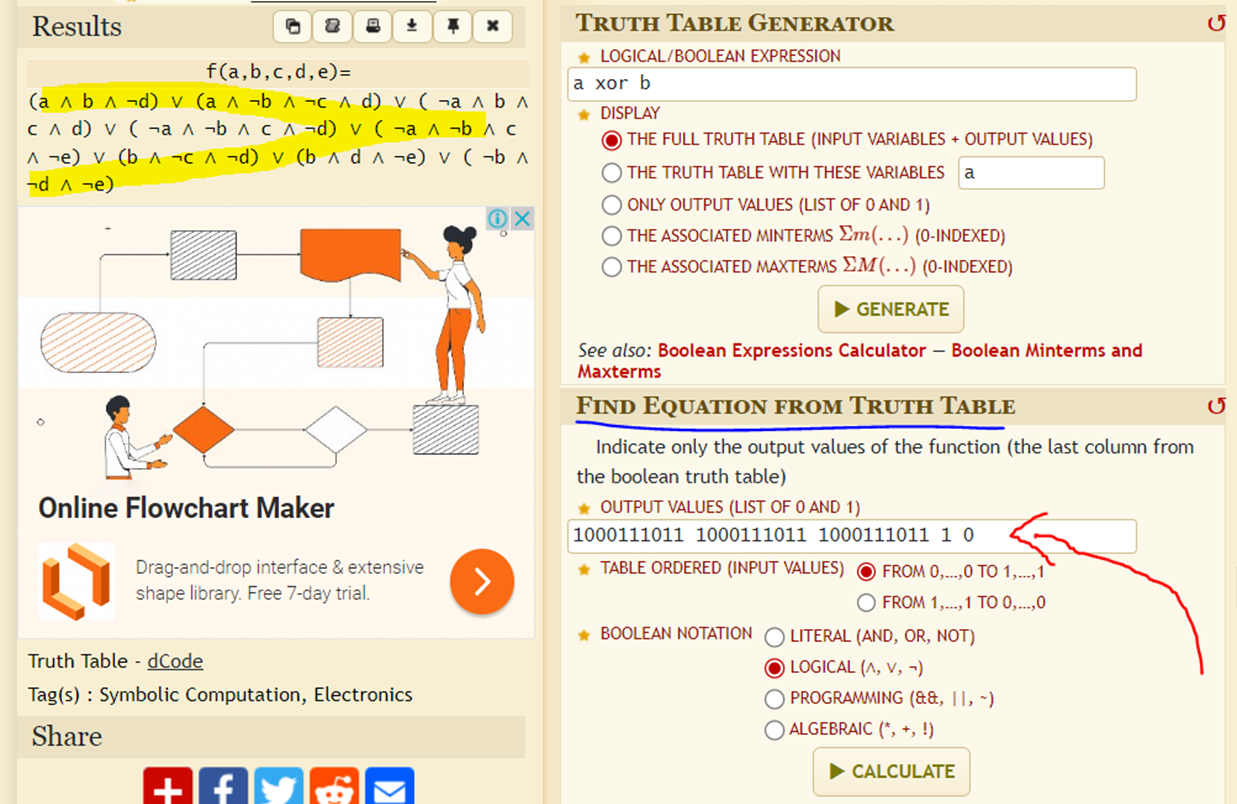 Results
f(a,b,c,d,e)=
(a ∧ b ∧ ¬d) ∨ (a ∧ ¬b ∧ ¬c ∧ d) ∨ ( ¬a ∧ b ∧
c ∧ d) ∨ ( ¬a ∧ ¬b ∧ c ∧ ¬d) ∨ ( ¬a ∧ ¬b ∧ c
∧ ¬e) ∨ (b ∧ ¬c ∧ ¬d) ∨ (b ∧ d ∧ ¬e) ∨ ( ¬b ∧
¬d ∧ ¬e)
Online Flowchart Maker
Drag-and-drop interface & extensive
shape library. Free 7-day trial.
Truth Table - dCode
Tag(s) : Symbolic Computation, Electronics
Share
TRUTH TABLE GENERATOR
LOGICAL/BOOLEAN EXPRESSION
a xor b
DISPLAY
THE FULL TRUTH TABLE (INPUT VARIABLES + OUTPUT VALUES)
THE TRUTH TABLE WITH THESE VARIABLES a
ONLY OUTPUT VALUES (LIST OF 0 AND 1)
THE ASSOCIATED MINTERMS Σm(...) (0-INDEXED)
THE ASSOCIATED MAXTERMS ΣM(...) (0-INDEXED)
▶ GENERATE
See also: Boolean Expressions Calculator — Boolean Minterms and
Maxterms
FIND EQUATION FROM TRUTH TABLE
Indicate only the output values of the function (the last column from
the boolean truth table)
OUTPUT VALUES (LIST OF 0 AND 1)
1000111011 1000111011 1000111011 1 0
TABLE ORDERED (INPUT VALUES) FROM 0,...,0 TO 1,...,1
FROM 1,...,1 TO 0,...,0
BOOLEAN NOTATION LITERAL (AND, OR, NOT)
LOGICAL (∧, ∨, ¬)
PROGRAMMING (&&, ||, ~)
ALGEBRAIC (*, +, !)
▶ CALCULATE